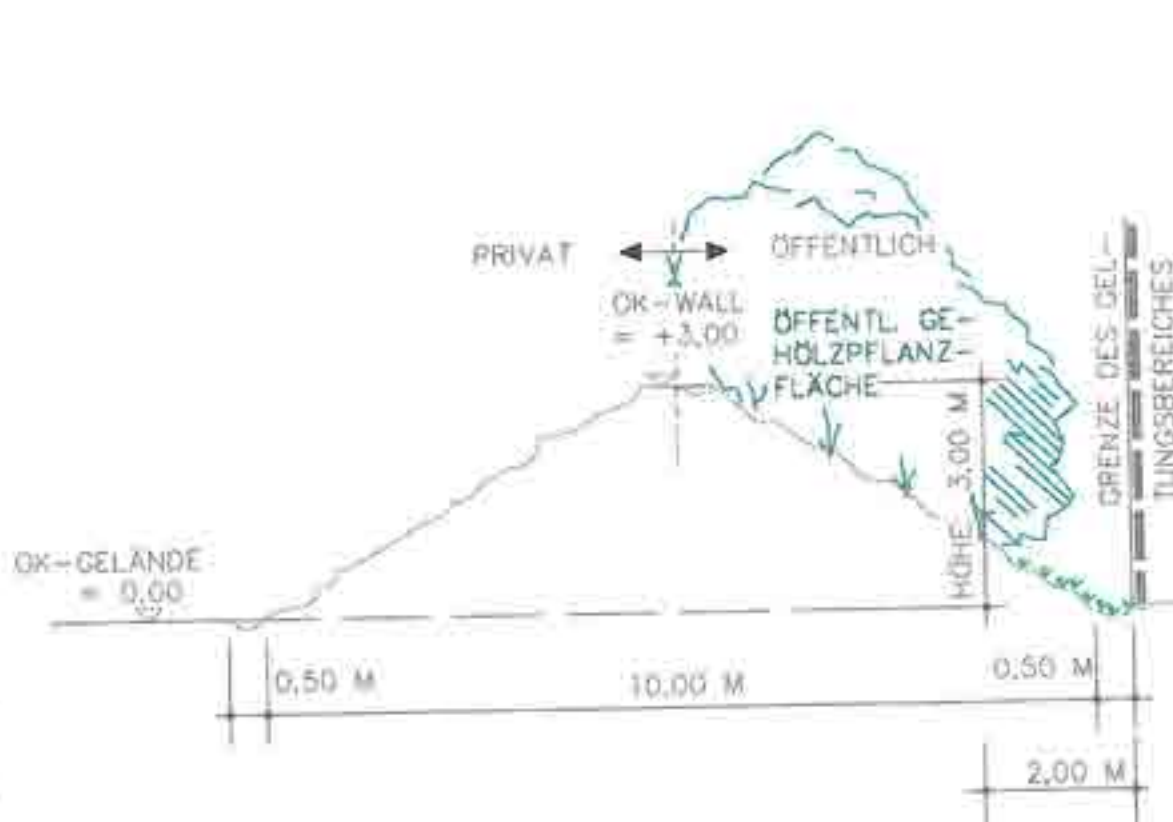 PRIVAT
ÖFFENTLICH
OK-WALL
= +3,00
ÖFFENTL. GE-
HÖLZPFLANZ-
FLÄCHE
HÖHE 3,00 M
GRENZE DES GEL-
TUNGSBEREICHES
OK-GELÄNDE
= 0,00
0,50 M
10,00 M
0,50 M
2,00 M